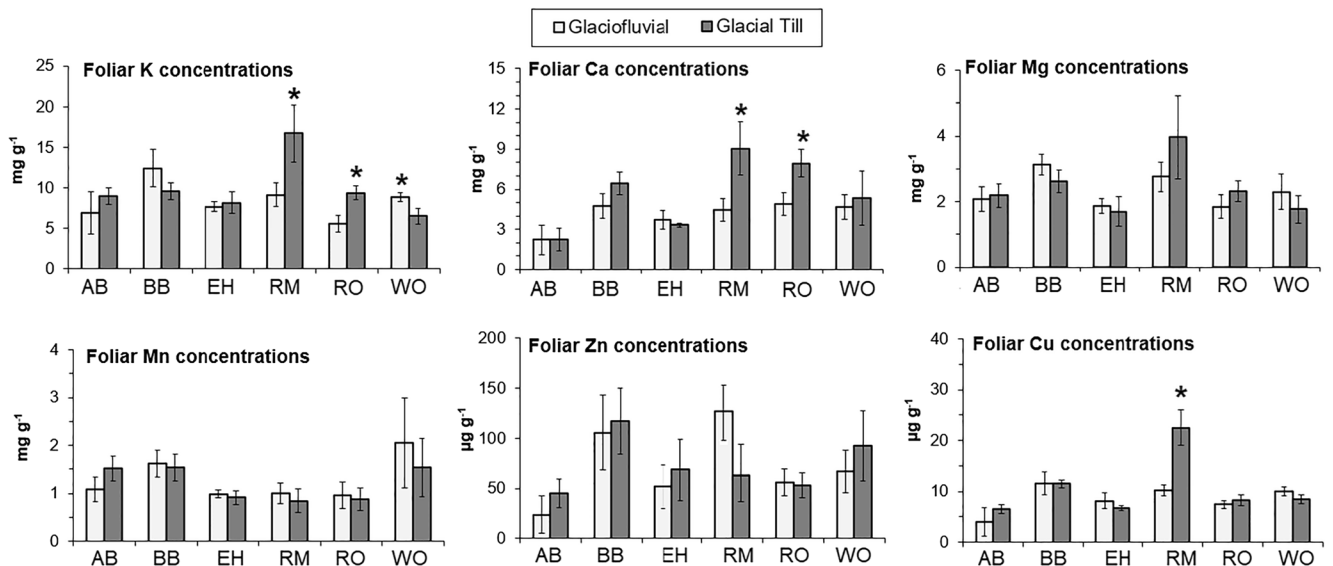 Glaciofluvial Glacial Till
Foliar K concentrations
mg g-1
25
20
15
10
5
0
* * *
AB BB EH RM RO WO
Foliar Ca concentrations
mg g-1
15
12
9
6
3
0
* *
AB BB EH RM RO WO
Foliar Mg concentrations
mg g-1
6
4
2
0
AB BB EH RM RO WO
Foliar Mn concentrations
mg g-1
4
3
2
1
0
AB BB EH RM RO WO
Foliar Zn concentrations
µg g-1
200
150
100
50
0
AB BB EH RM RO WO
Foliar Cu concentrations
µg g-1
40
30
20
10
0
*
AB BB EH RM RO WO